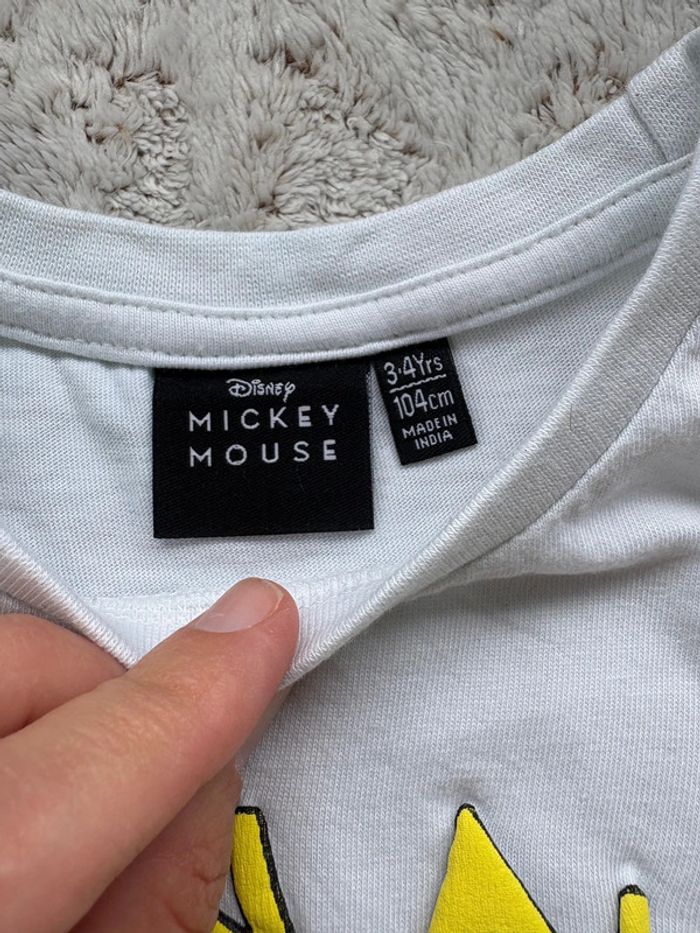 Disney
MICKEY
MOUSE
3-4Yrs
104cm
MADE IN
INDIA